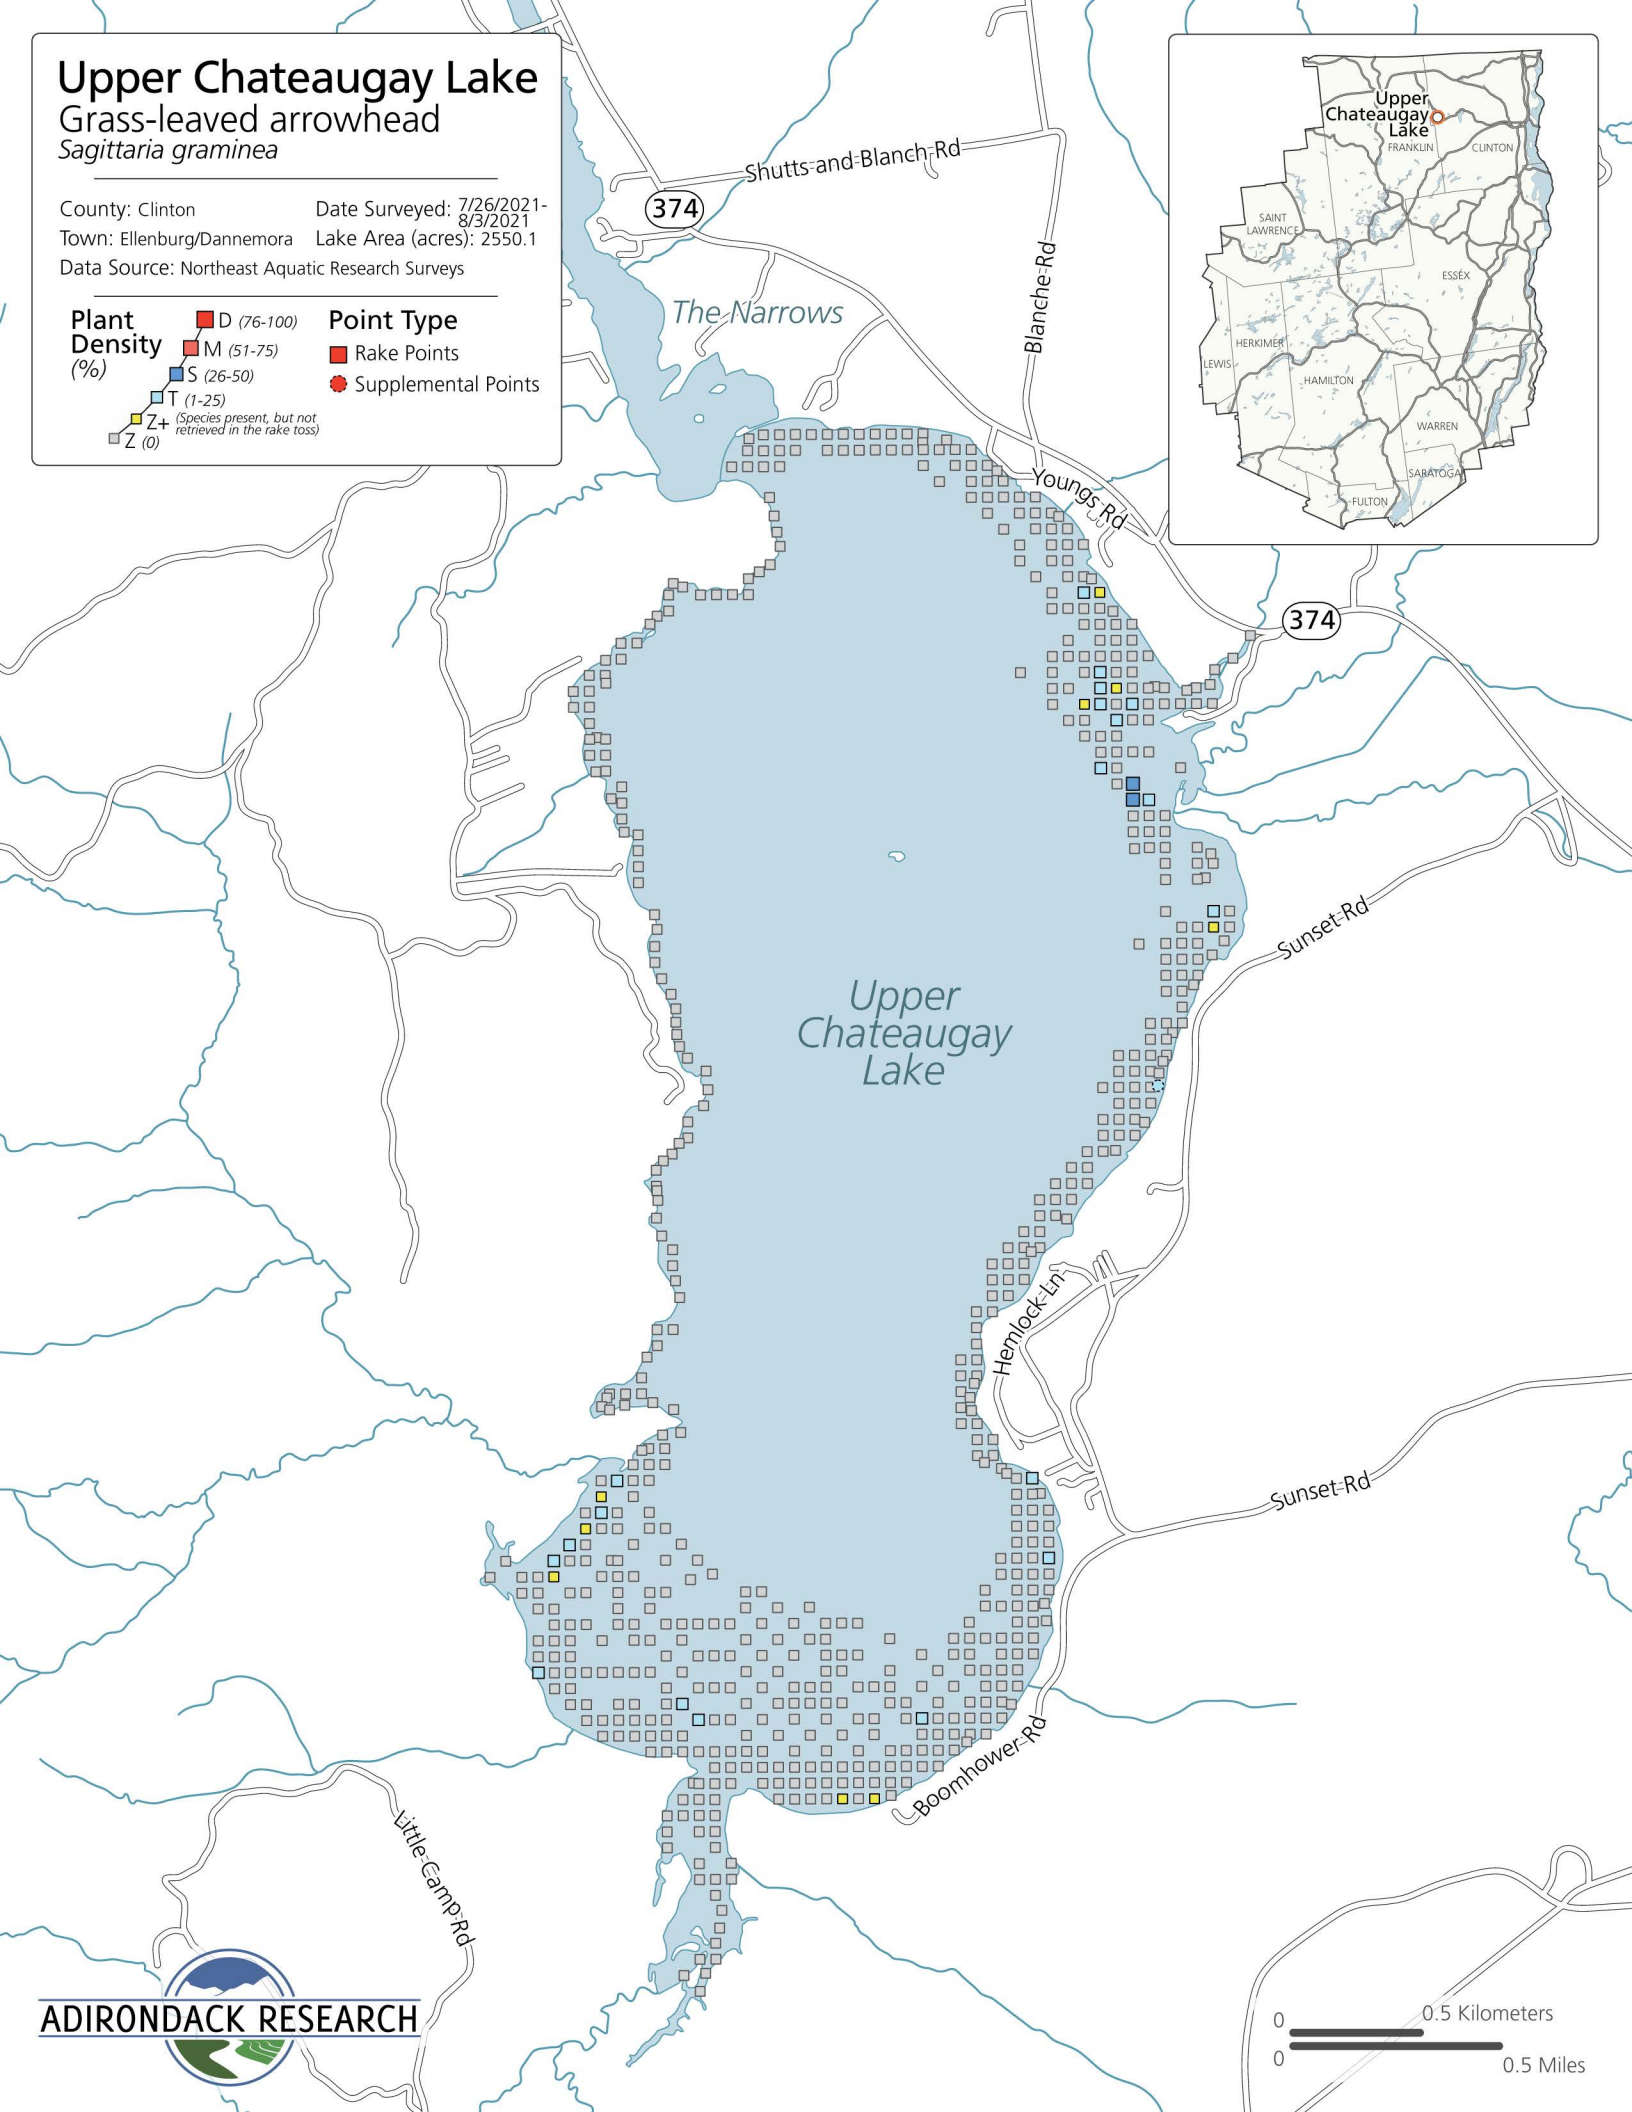 Upper Chateaugay Lake
Grass-leaved arrowhead
Sagittaria graminea
County: Clinton
Date Surveyed: 7/26/2021-
8/3/2021
Town: Ellenburg/Dannemora
Lake Area (acres): 2550.1
Data Source: Northeast Aquatic Research Surveys
Plant
Density
(%)
D (76-100)
M (51-75)
S (26-50)
T (1-25)
Z+ (Species present, but not
retrieved in the rake toss)
Z (0)
Point Type
Rake Points
Supplemental Points
Upper
Chateaugay
Lake
FRANKLIN
CLINTON
SAINT
LAWRENCE
ESSEX
HERKIMER
LEWIS
HAMILTON
WARREN
SARATOGA
FULTON
Shutts and Blanch Rd
374
Blanche Rd
The Narrows
Youngs Rd
374
Sunset Rd
Upper
Chateaugay
Lake
Hemlock Ln
Sunset Rd
Boomhower Rd
Little Camp Rd
ADIRONDACK RESEARCH
0
0.5 Kilometers
0
0.5 Miles